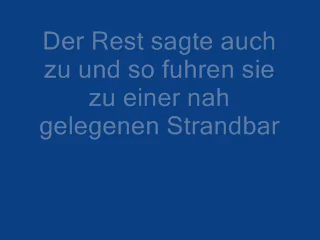 Der Rest sagte auch
zu und so fuhren sie
zu einer nah
gelegenen Strandbar